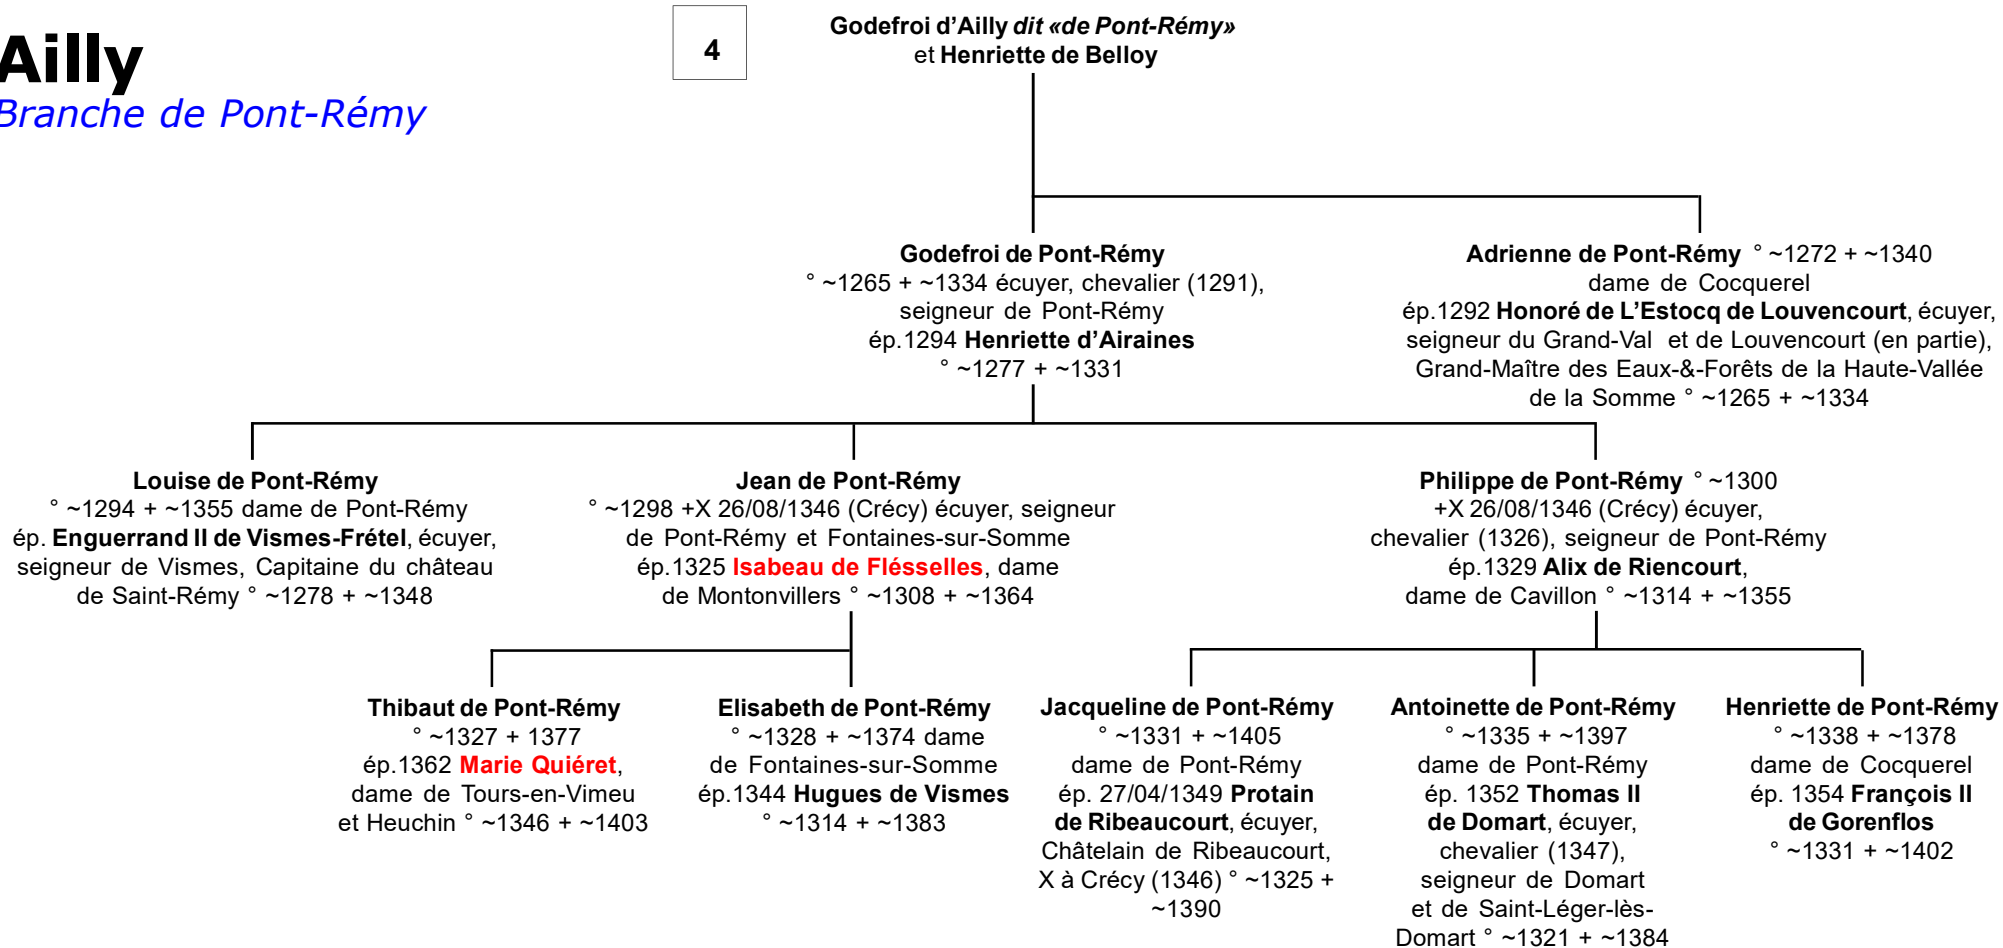 Ailly
Branche de Pont-Rémy
4
Godefroi d'Ailly dit «de Pont-Rémy»
et Henriette de Belloy
Godefroi de Pont-Rémy
° ~1265 + ~1334 écuyer, chevalier (1291),
seigneur de Pont-Rémy
ép.1294 Henriette d'Airaines
° ~1277 + ~1331
Adrienne de Pont-Rémy ° ~1272 + ~1340
dame de Cocquerel
ép.1292 Honoré de L'Estocq de Louvencourt, écuyer,
seigneur du Grand-Val et de Louvencourt (en partie),
Grand-Maître des Eaux-&-Forêts de la Haute-Vallée
de la Somme ° ~1265 + ~1334
Louise de Pont-Rémy
° ~1294 + ~1355 dame de Pont-Rémy
ép. Enguerrand II de Vismes-Frétel, écuyer,
seigneur de Vismes, Capitaine du château
de Saint-Rémy ° ~1278 + ~1348
Jean de Pont-Rémy
° ~1298 +X 26/08/1346 (Crécy) écuyer, seigneur
de Pont-Rémy et Fontaines-sur-Somme
ép.1325 Isabeau de Flésselles, dame
de Montonvillers ° ~1308 + ~1364
Philippe de Pont-Rémy ° ~1300
+X 26/08/1346 (Crécy) écuyer,
chevalier (1326), seigneur de Pont-Rémy
ép.1329 Alix de Riencourt,
dame de Cavillon ° ~1314 + ~1355
Thibaut de Pont-Rémy
° ~1327 + 1377
ép.1362 Marie Quiéret,
dame de Tours-en-Vimeu
et Heuchin ° ~1346 + ~1403
Elisabeth de Pont-Rémy
° ~1328 + ~1374 dame
de Fontaines-sur-Somme
ép.1344 Hugues de Vismes
° ~1314 + ~1383
Jacqueline de Pont-Rémy
° ~1331 + ~1405
dame de Pont-Rémy
ép. 27/04/1349 Protain
de Ribeaucourt, écuyer,
Châtelain de Ribeaucourt,
X à Crécy (1346) ° ~1325 +
~1390
Antoinette de Pont-Rémy
° ~1335 + ~1397
dame de Pont-Rémy
ép. 1352 Thomas II
de Domart, écuyer,
chevalier (1347),
seigneur de Domart
et de Saint-Léger-lès-
Domart ° ~1321 + ~1384
Henriette de Pont-Rémy
° ~1338 + ~1378
dame de Cocquerel
ép. 1354 François II
de Gorenflos
° ~1331 + ~1402